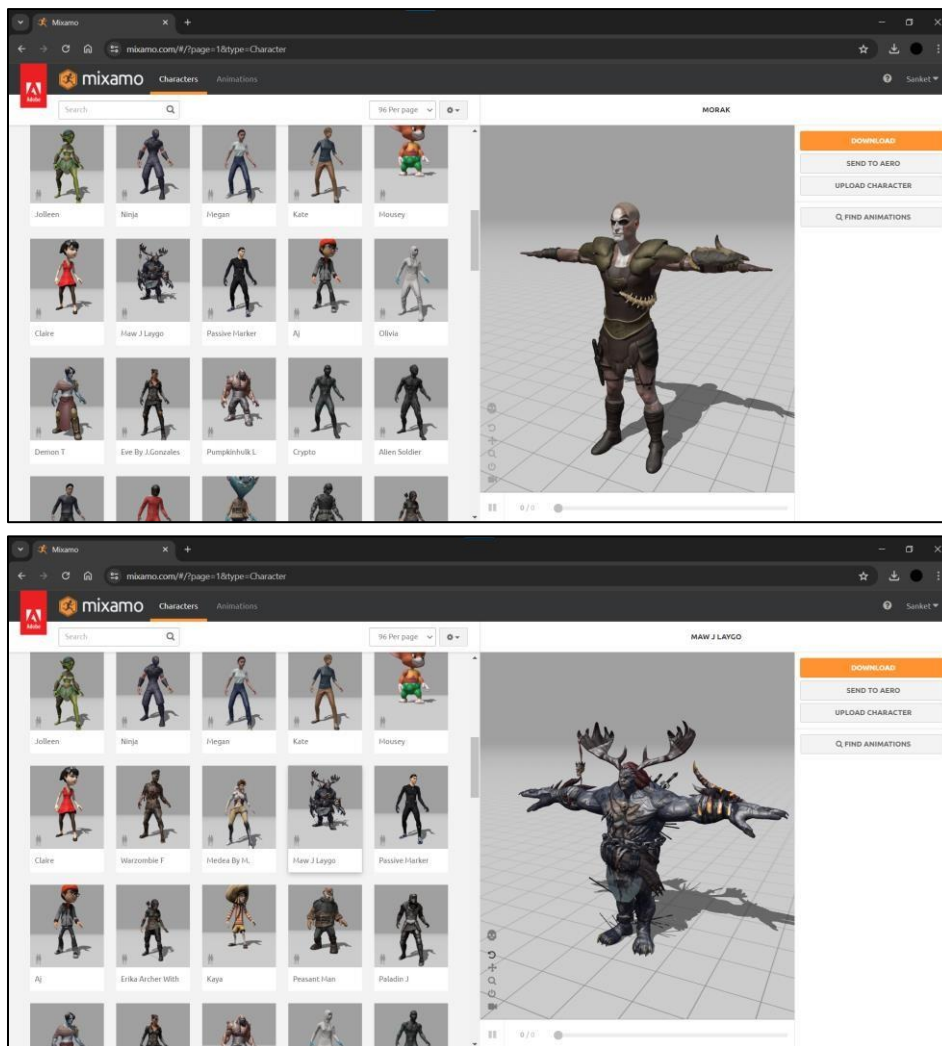 Mixamo
mixamo.com/#/?page=1&type=Character
Adobe
mixamo Characters Animations Sanket
Search 96 Per page
MORAK
DOWNLOAD
SEND TO AERO
UPLOAD CHARACTER
FIND ANIMATIONS
Jolleen Ninja Megan Kate Mousey
Claire Maw J Laygo Passive Marker Aj Olivia
Demon T Eve By J.Gonzales Pumpkinhulk L Crypto Alien Soldier
0 / 0
Mixamo
mixamo.com/#/?page=1&type=Character
Adobe
mixamo Characters Animations Sanket
Search 96 Per page
MAW J LAYGO
DOWNLOAD
SEND TO AERO
UPLOAD CHARACTER
FIND ANIMATIONS
Jolleen Ninja Megan Kate Mousey
Claire Warzombie F Medea By M. Maw J Laygo Passive Marker
Aj Erika Archer With Kaya Peasant Man Paladin J
0 / 0